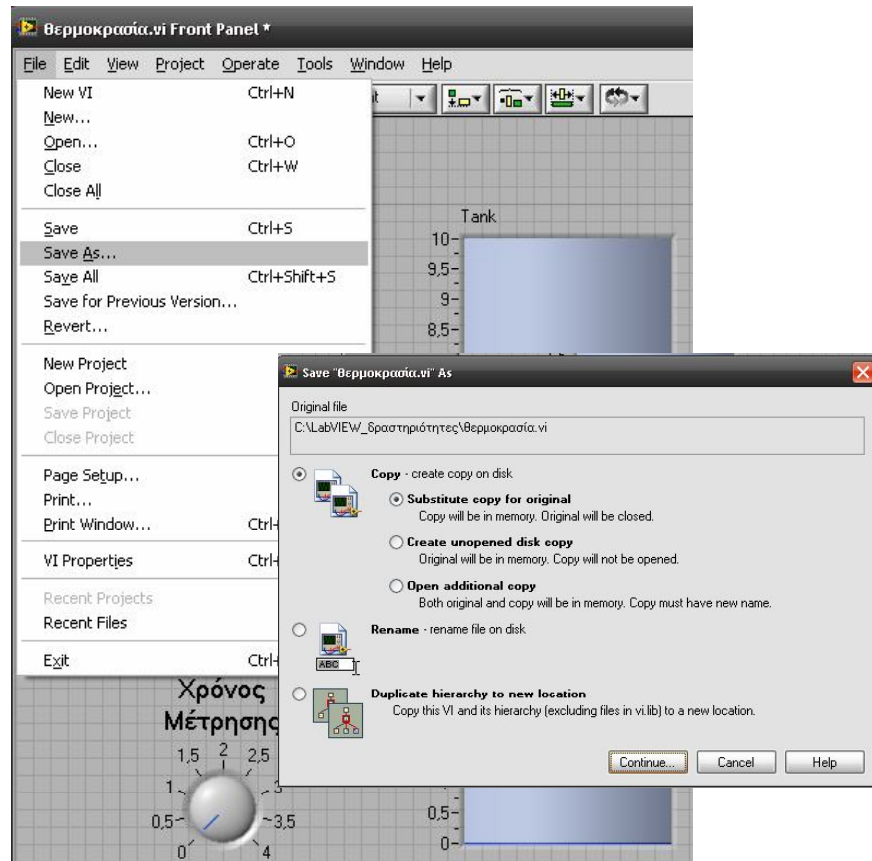 θερμοκρασία.vi Front Panel *
File Edit View Project Operate Tools Window Help
New VI Ctrl+N
New...
Open... Ctrl+O
Close Ctrl+W
Close All
Save Ctrl+S
Save As...
Save All Ctrl+Shift+S
Save for Previous Version...
Revert...
New Project
Open Project...
Save Project
Close Project
Page Setup...
Print...
Print Window...
VI Properties
Recent Projects
Recent Files
Exit
Tank
10
9,5
9
8,5
Save "θερμοκρασία.vi" As
Original file
C:\LabVIEW_δραστηριότητες\θερμοκρασία.vi
Copy - create copy on disk
Substitute copy for original
Copy will be in memory. Original will be closed.
Create unopened disk copy
Original will be in memory. Copy will not be opened.
Open additional copy
Both original and copy will be in memory. Copy must have new name.
Rename - rename file on disk
ABC
Duplicate hierarchy to new location
Copy this VI and its hierarchy (excluding files in vi.lib) to a new location.
Continue... Cancel Help
Χρόνος
Μέτρησης
1,5 2 2,5
1 3
0,5 3,5
0 4
0,5
0